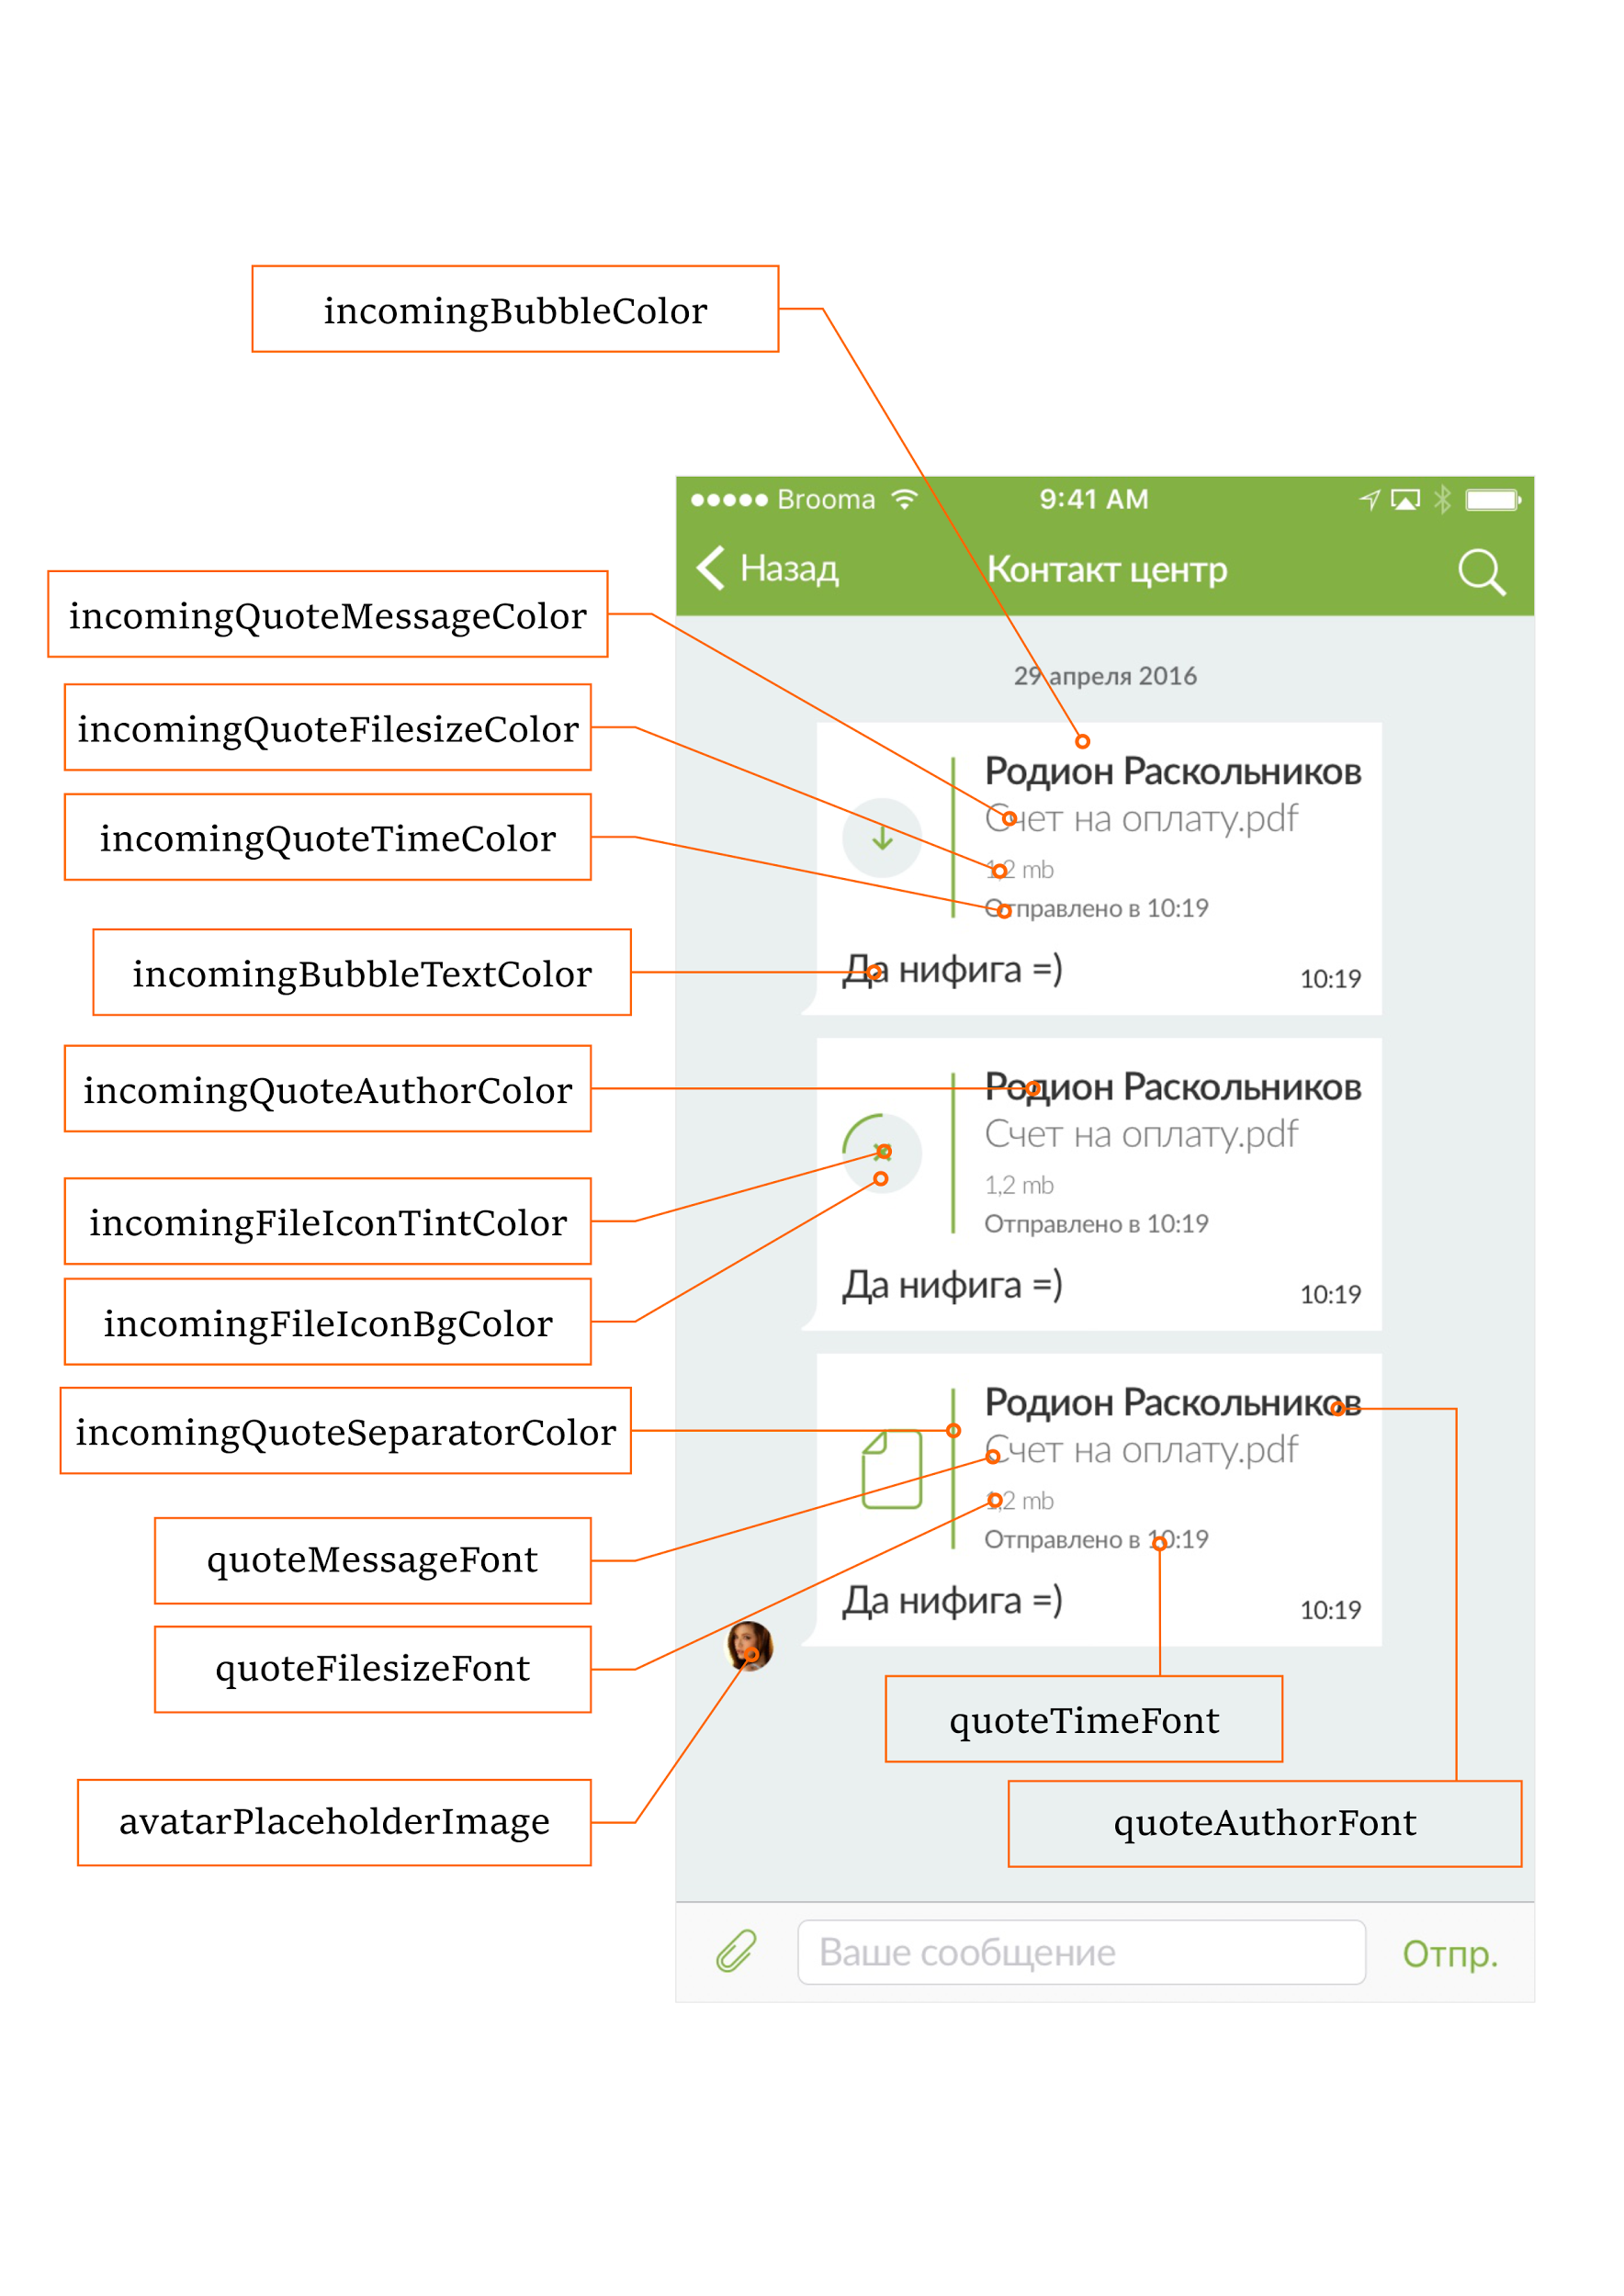 incomingBubbleColor
Brooma
9:41 AM
Назад
Контакт центр
incomingQuoteMessageColor
29 апреля 2016
incomingQuoteFilesizeColor
Родион Раскольников
Счет на оплату.pdf
incomingQuoteTimeColor
1,2 mb
Отправлено в 10:19
incomingBubbleTextColor
Да нифига =)
10:19
incomingQuoteAuthorColor
Родион Раскольников
Счет на оплату.pdf
1,2 mb
incomingFileIconTintColor
Отправлено в 10:19
Да нифига =)
10:19
incomingFileIconBgColor
Родион Раскольников
incomingQuoteSeparatorColor
Счет на оплату.pdf
1,2 mb
Отправлено в 10:19
quoteMessageFont
Да нифига =)
10:19
quoteFilesizeFont
quoteTimeFont
avatarPlaceholderImage
quoteAuthorFont
Ваше сообщение
Отпр.